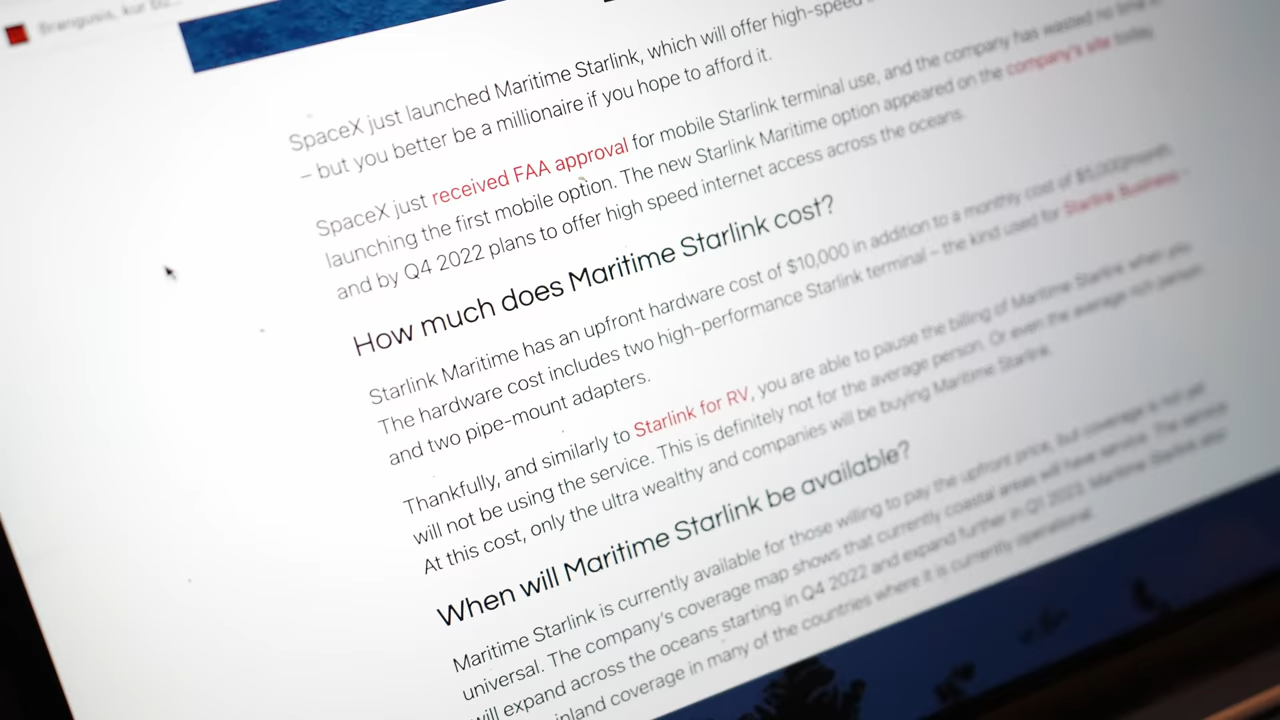 Brangusis, kur
SpaceX just launched Maritime Starlink, which will offer high-speed
– but you better be a millionaire if you hope to afford it.
SpaceX just received FAA approval for mobile Starlink terminal use, and the company has wasted no time in
launching the first mobile option. The new Starlink Maritime option appeared on the company's site today
and by Q4 2022 plans to offer high speed internet access across the oceans.
How much does Maritime Starlink cost?
Starlink Maritime has an upfront hardware cost of $10,000 in addition to a monthly cost of $5,000/month.
The hardware cost includes two high-performance Starlink terminal – the kind used for Starlink Business –
and two pipe-mount adapters.
Thankfully, and similarly to Starlink for RV, you are able to pause the billing of Maritime Starlink when you
will not be using the service. This is definitely not for the average person. Or even the average rich person.
At this cost, only the ultra wealthy and companies will be buying Maritime Starlink.
When will Maritime Starlink be available?
Maritime Starlink is currently available for those willing to pay the upfront price, but coverage is not yet
universal. The company's coverage map shows that currently coastal areas will have service. The service
will expand across the oceans starting in Q4 2022 and expand further in Q1 2023. Maritime Starlink also
inland coverage in many of the countries where it is currently operational.